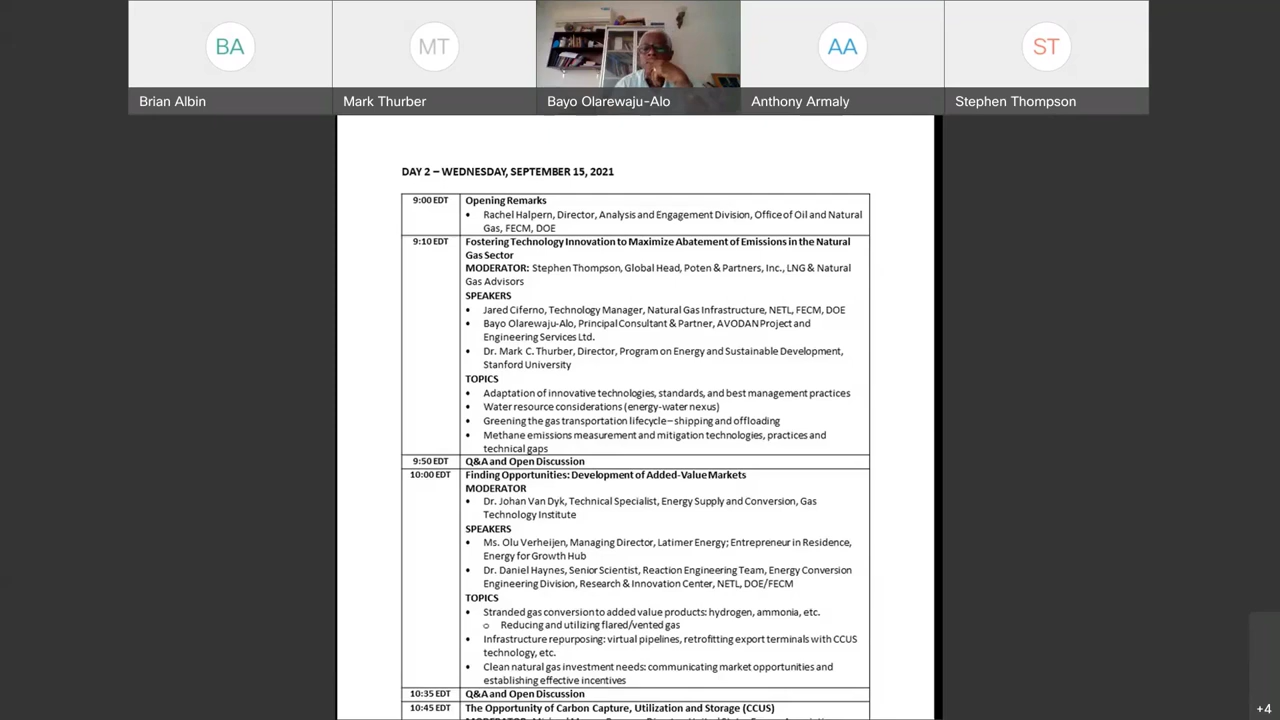 BA
MT
AA
ST
Brian Albin
Mark Thurber
Bayo Olarewaju-Alo
Anthony Armaly
Stephen Thompson
DAY 2 – WEDNESDAY, SEPTEMBER 15, 2021
9:00 EDT
Opening Remarks
• Rachel Halpern, Director, Analysis and Engagement Division, Office of Oil and Natural
Gas, FECM, DOE
9:10 EDT
Fostering Technology Innovation to Maximize Abatement of Emissions in the Natural
Gas Sector
MODERATOR: Stephen Thompson, Global Head, Poten & Partners, Inc., LNG & Natural
Gas Advisors
SPEAKERS
• Jared Ciferno, Technology Manager, Natural Gas Infrastructure, NETL, FECM, DOE
• Bayo Olarewaju-Alo, Principal Consultant & Partner, AVODAN Project and
Engineering Services Ltd.
• Dr. Mark C. Thurber, Director, Program on Energy and Sustainable Development,
Stanford University
TOPICS
• Adaptation of innovative technologies, standards, and best management practices
• Water resource considerations (energy-water nexus)
• Greening the gas transportation lifecycle – shipping and offloading
• Methane emissions measurement and mitigation technologies, practices and
technical gaps
9:50 EDT
Q&A and Open Discussion
10:00 EDT
Finding Opportunities: Development of Added-Value Markets
MODERATOR
• Dr. Johan Van Dyk, Technical Specialist, Energy Supply and Conversion, Gas
Technology Institute
SPEAKERS
• Ms. Olu Verheijen, Managing Director, Latimer Energy; Entrepreneur in Residence,
Energy for Growth Hub
• Dr. Daniel Haynes, Senior Scientist, Reaction Engineering Team, Energy Conversion
Engineering Division, Research & Innovation Center, NETL, DOE/FECM
TOPICS
• Stranded gas conversion to added value products: hydrogen, ammonia, etc.
o Reducing and utilizing flared/vented gas
• Infrastructure repurposing: virtual pipelines, retrofitting export terminals with CCUS
technology, etc.
• Clean natural gas investment needs: communicating market opportunities and
establishing effective incentives
10:35 EDT
Q&A and Open Discussion
10:45 EDT
The Opportunity of Carbon Capture, Utilization and Storage (CCUS)
+4